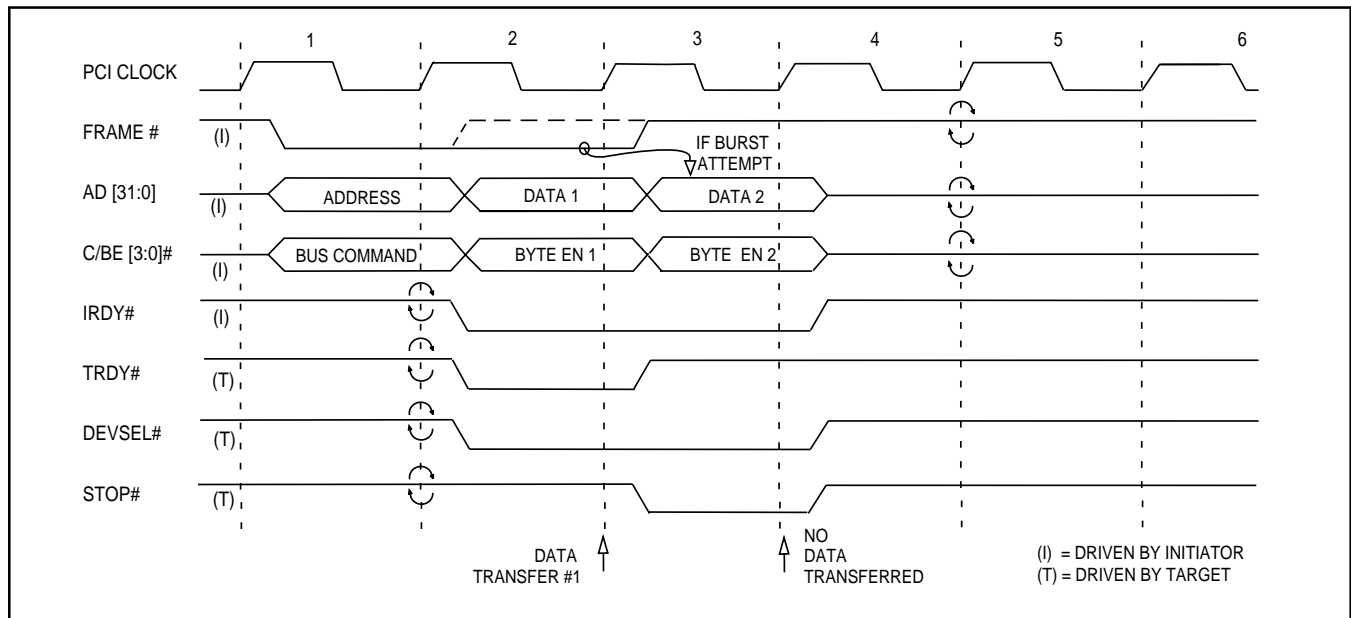 1 2 3 4 5 6
PCI CLOCK
FRAME # (I)
IF BURST
ATTEMPT
AD [31:0] (I) ADDRESS DATA 1 DATA 2
C/BE [3:0]# (I) BUS COMMAND BYTE EN 1 BYTE EN 2
IRDY# (I)
TRDY# (T)
DEVSEL# (T)
STOP# (T)
DATA
TRANSFER #1
NO
DATA
TRANSFERRED
(I) = DRIVEN BY INITIATOR
(T) = DRIVEN BY TARGET